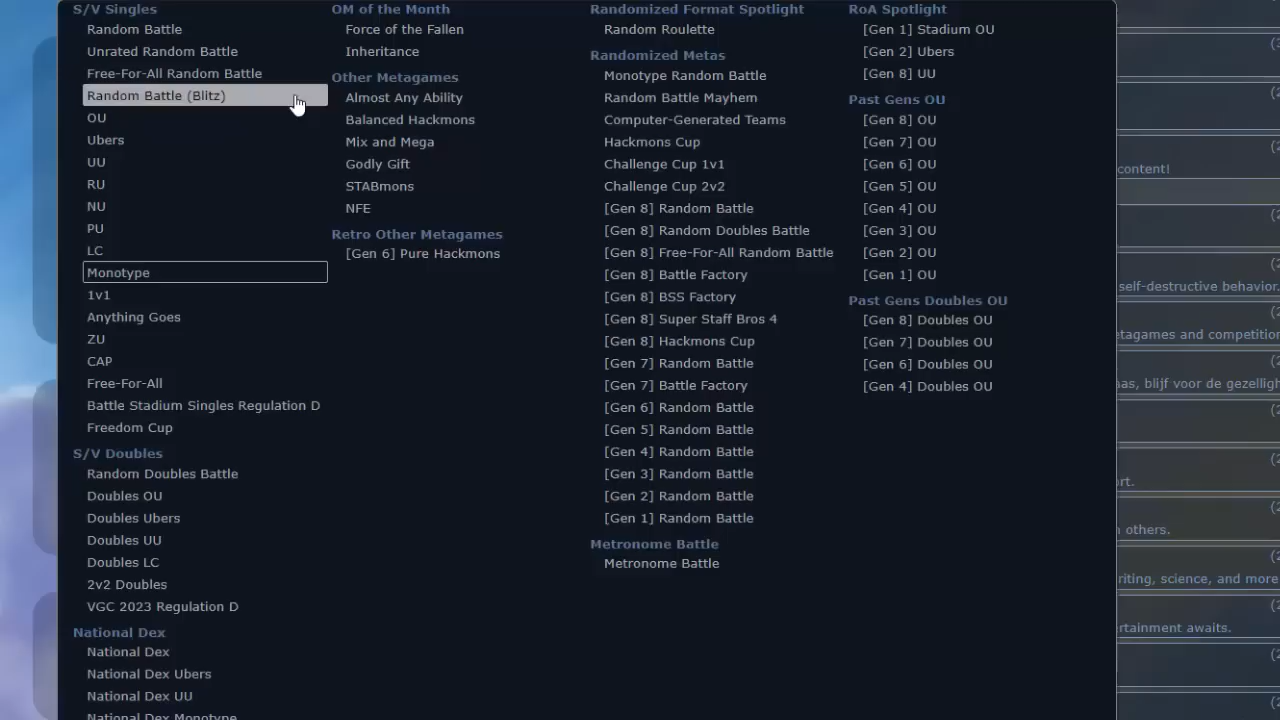 S/V Singles
Random Battle
Unrated Random Battle
Free-For-All Random Battle
Random Battle (Blitz)
OU
Ubers
UU
RU
NU
PU
LC
Monotype
1v1
Anything Goes
ZU
CAP
Free-For-All
Battle Stadium Singles Regulation D
Freedom Cup
S/V Doubles
Random Doubles Battle
Doubles OU
Doubles Ubers
Doubles UU
Doubles LC
2v2 Doubles
VGC 2023 Regulation D
National Dex
National Dex
National Dex Ubers
National Dex UU
National Dex Monotype
OM of the Month
Force of the Fallen
Inheritance
Other Metagames
Almost Any Ability
Balanced Hackmons
Mix and Mega
Godly Gift
STABmons
NFE
Retro Other Metagames
[Gen 6] Pure Hackmons
Randomized Format Spotlight
Random Roulette
Randomized Metas
Monotype Random Battle
Random Battle Mayhem
Computer-Generated Teams
Hackmons Cup
Challenge Cup 1v1
Challenge Cup 2v2
[Gen 8] Random Battle
[Gen 8] Random Doubles Battle
[Gen 8] Free-For-All Random Battle
[Gen 8] Battle Factory
[Gen 8] BSS Factory
[Gen 8] Super Staff Bros 4
[Gen 8] Hackmons Cup
[Gen 7] Random Battle
[Gen 7] Battle Factory
[Gen 6] Random Battle
[Gen 5] Random Battle
[Gen 4] Random Battle
[Gen 3] Random Battle
[Gen 2] Random Battle
[Gen 1] Random Battle
Metronome Battle
Metronome Battle
RoA Spotlight
[Gen 1] Stadium OU
[Gen 2] Ubers
[Gen 8] UU
Past Gens OU
[Gen 8] OU
[Gen 7] OU
[Gen 6] OU
[Gen 5] OU
[Gen 4] OU
[Gen 3] OU
[Gen 2] OU
[Gen 1] OU
Past Gens Doubles OU
[Gen 8] Doubles OU
[Gen 7] Doubles OU
[Gen 6] Doubles OU
[Gen 4] Doubles OU
content!
self-destructive behavior.
and competition
blijf voor de
others.
science, and more
awaits.